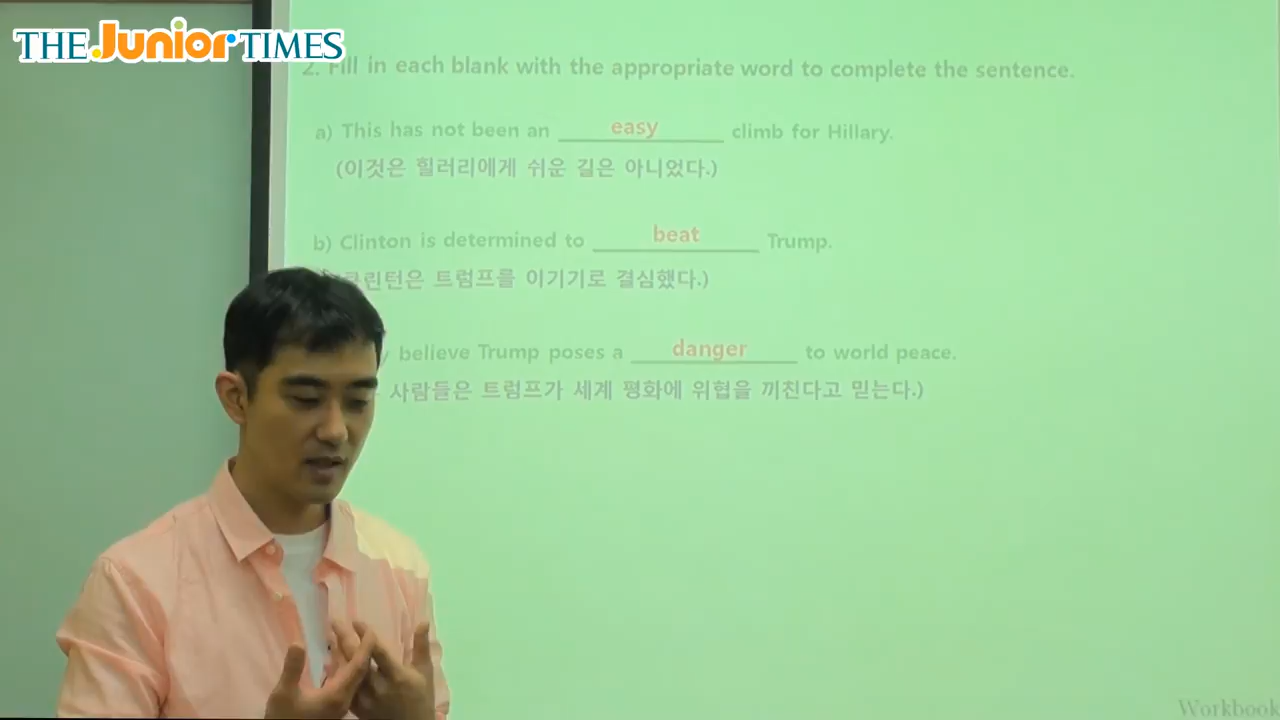 THE Junior TIMES
2. Fill in each blank with the appropriate word to complete the sentence.
a) This has not been an easy climb for Hillary.
(이것은 힐러리에게 쉬운 길은 아니었다.)
b) Clinton is determined to beat Trump.
클린턴은 트럼프를 이기기로 결심했다.)
believe Trump poses a danger to world peace.
사람들은 트럼프가 세계 평화에 위협을 끼친다고 믿는다.)
Workbook